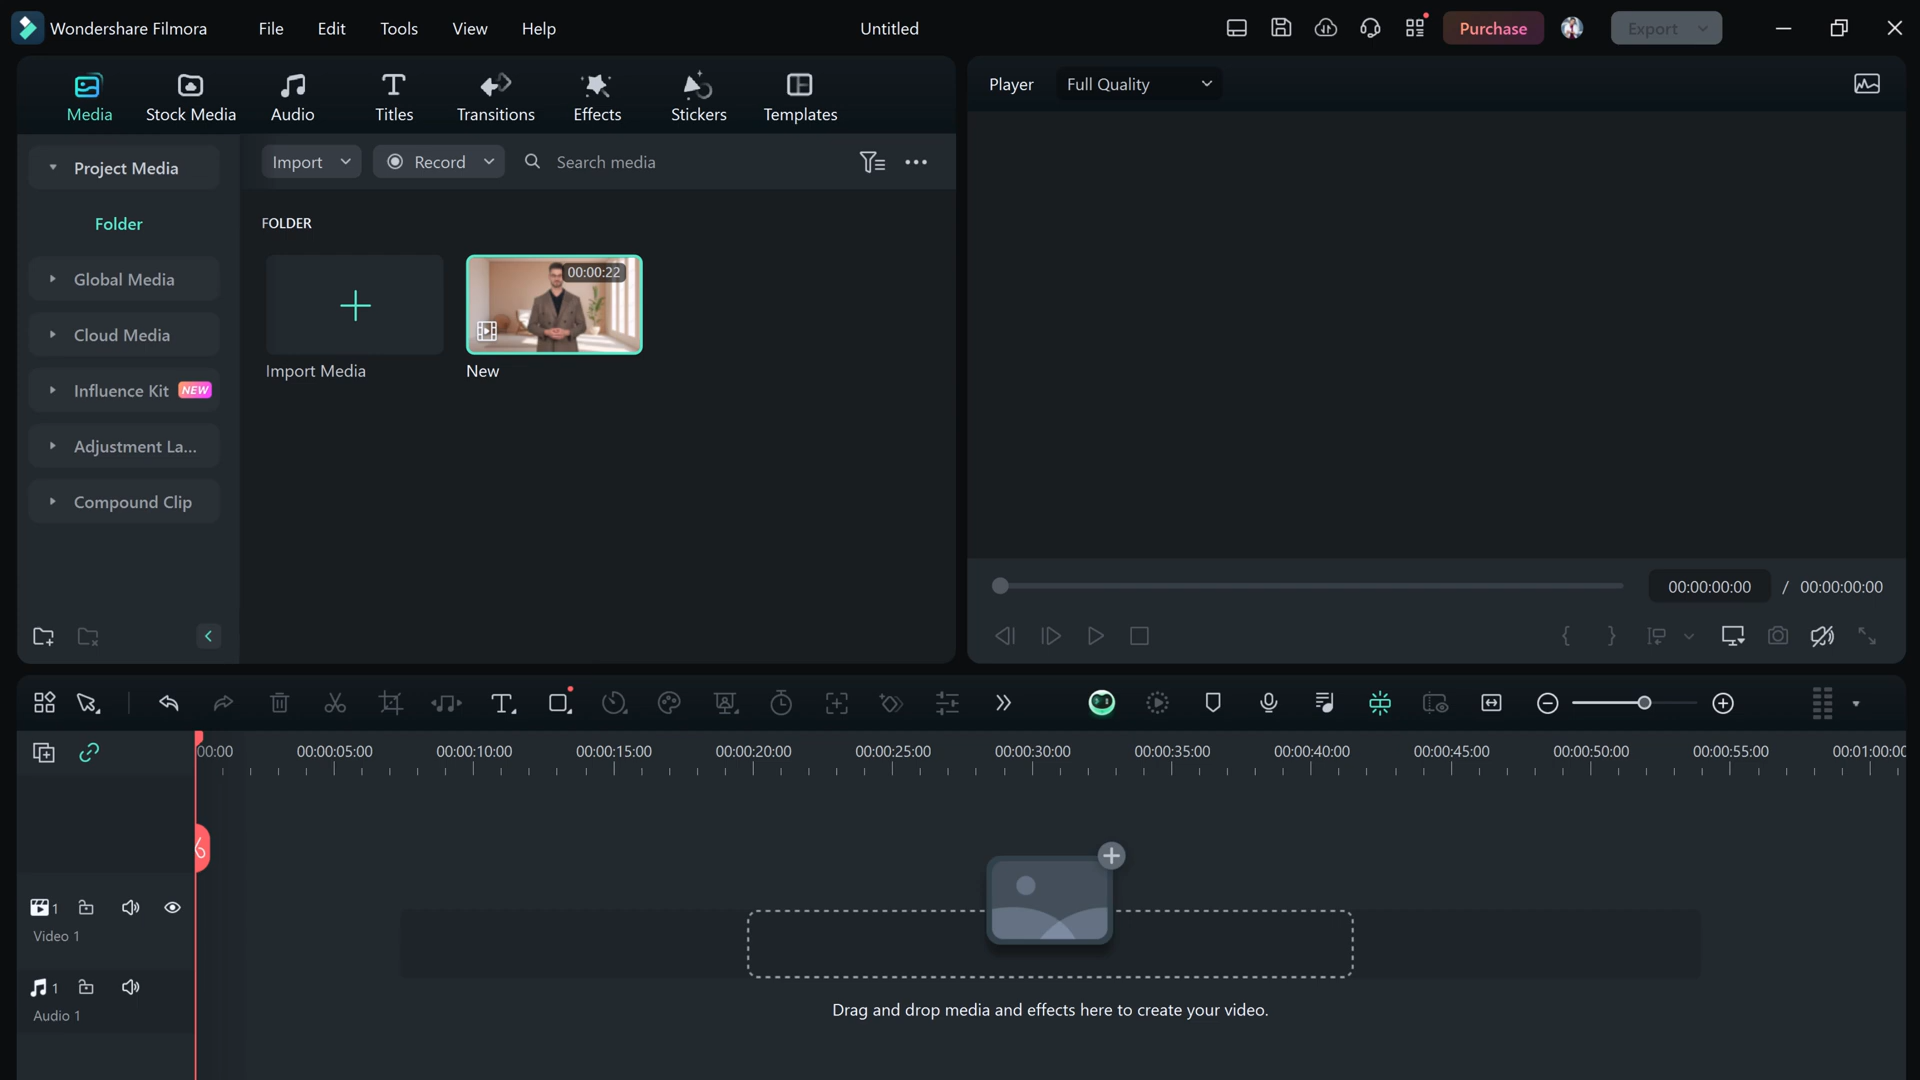 Wondershare Filmora File Edit Tools View Help Untitled Purchase Export
Media Stock Media Audio Titles Transitions Effects Stickers Templates
Player Full Quality
Project Media
Import Record Search media
Folder
FOLDER
Global Media
00:00:22
Cloud Media
Import Media New
Influence Kit NEW
Adjustment La...
Compound Clip
00:00:00:00 / 00:00:00:00
00:00 00:00:05:00 00:00:10:00 00:00:15:00 00:00:20:00 00:00:25:00 00:00:30:00 00:00:35:00 00:00:40:00 00:00:45:00 00:00:50:00 00:00:55:00 00:01:00:00
1
Video 1
1
Audio 1
Drag and drop media and effects here to create your video.